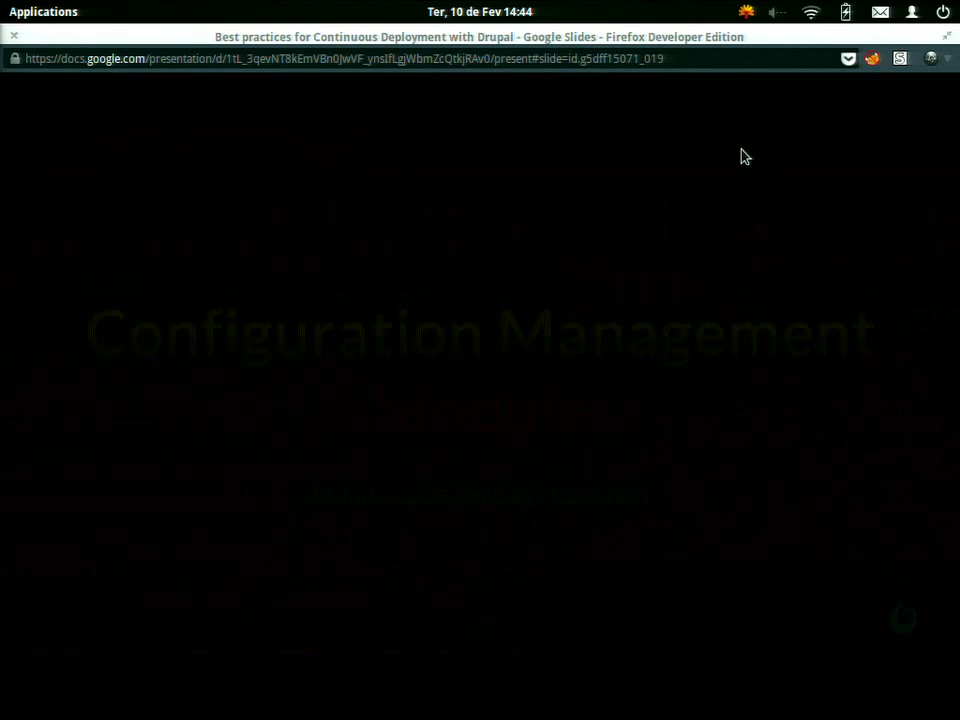 Applications
Ter, 10 de Fev 14:44
Best practices for Continuous Deployment with Drupal - Google Slides - Firefox Developer Edition
https://docs.google.com/presentation/d/1tL_3qevNT8kEmVBn0JwVF_ynsIfLgjWbmZcQtkjRAv0/present#slide=id.g5dff15071_019
Configuration Management
Module